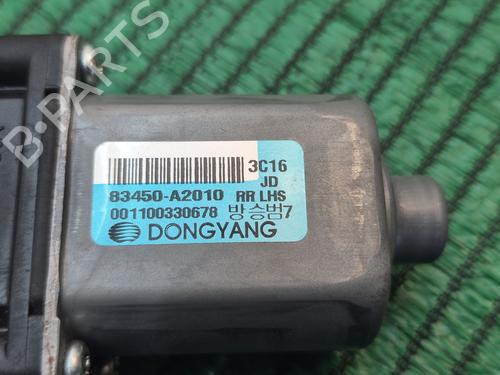 B-PARTS
3C16
JD
83450-A2010 RR LHS
001100330678 방승범7
DONGYANG